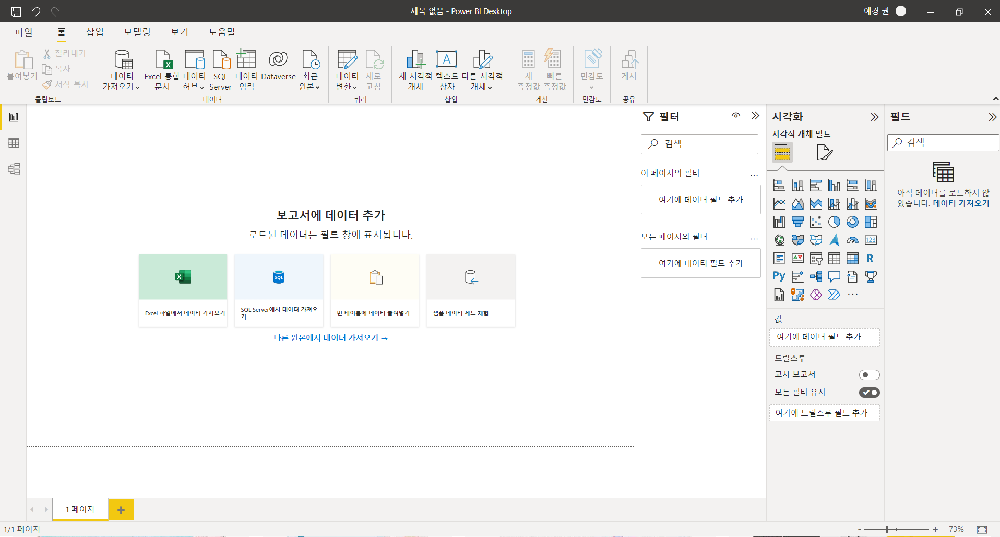 제목 없음 - Power BI Desktop
예경 권
파일 홈 삽입 모델링 보기 도움말
붙여넣기
잘라내기
복사
서식 복사
클립보드
데이터
가져오기
Excel 통합
문서
데이터
허브
SQL
Server
데이터
입력
Dataverse
최근
원본
데이터
데이터
변환
새로
고침
쿼리
새 시각적
개체
텍스트
상자
다른 시각적
개체
삽입
새
측정값
빠른
측정값
계산
민감도
민감도
게시
공유
보고서에 데이터 추가
로드된 데이터는 필드 창에 표시됩니다.
SQL
Excel 파일에서 데이터 가져오기
SQL Server에서 데이터 가져오
기
빈 테이블에 데이터 붙여넣기
샘플 데이터 세트 체험
다른 원본에서 데이터 가져오기 →
필터
검색
이 페이지의 필터 ...
여기에 데이터 필드 추가
모든 페이지의 필터 ...
여기에 데이터 필드 추가
시각화
시각적 개체 빌드
123
R
Py
...
값
여기에 데이터 필드 추가
드릴스루
교차 보고서
모든 필터 유지
여기에 드릴스루 필드 추가
필드
검색
아직 데이터를 로드하지 않
았습니다. 데이터 가져오기
1 페이지
+
1/1 페이지
- + 73%